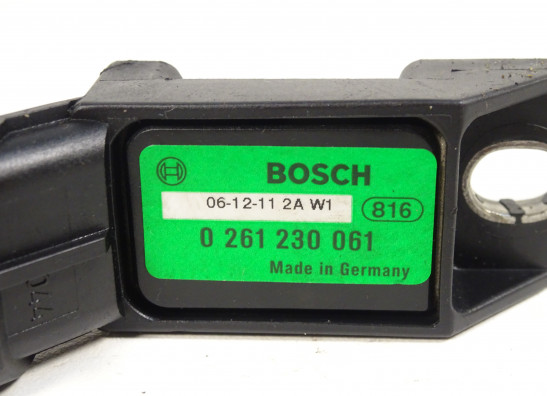 BOSCH
06-12-11 2A W1
816
0 261 230 061
Made in Germany